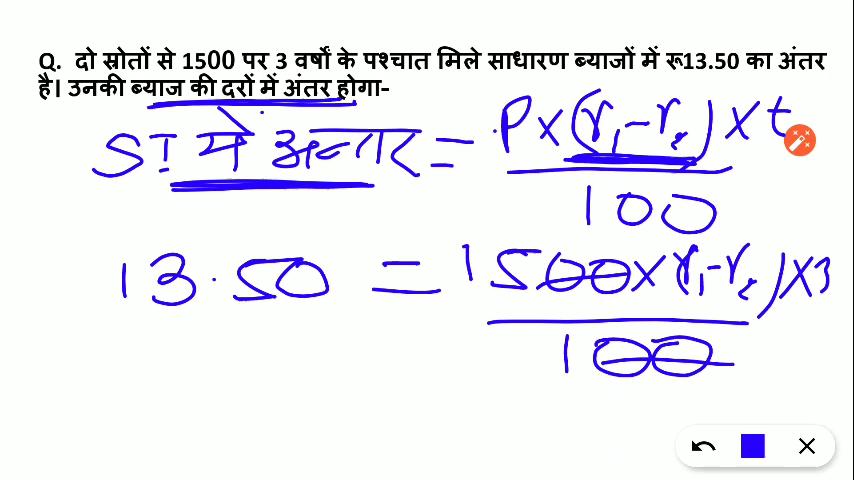 Q. दो स्रोतों से 1500 पर 3 वर्षों के पश्चात मिले साधारण ब्याजों में रू13.50 का अंतर
है। उनकी ब्याज की दरों में अंतर होगा-
SI में अन्तर = P×(r₁-r₂)×t
100
13.50 = 1500×(r₁-r₂)×3
100